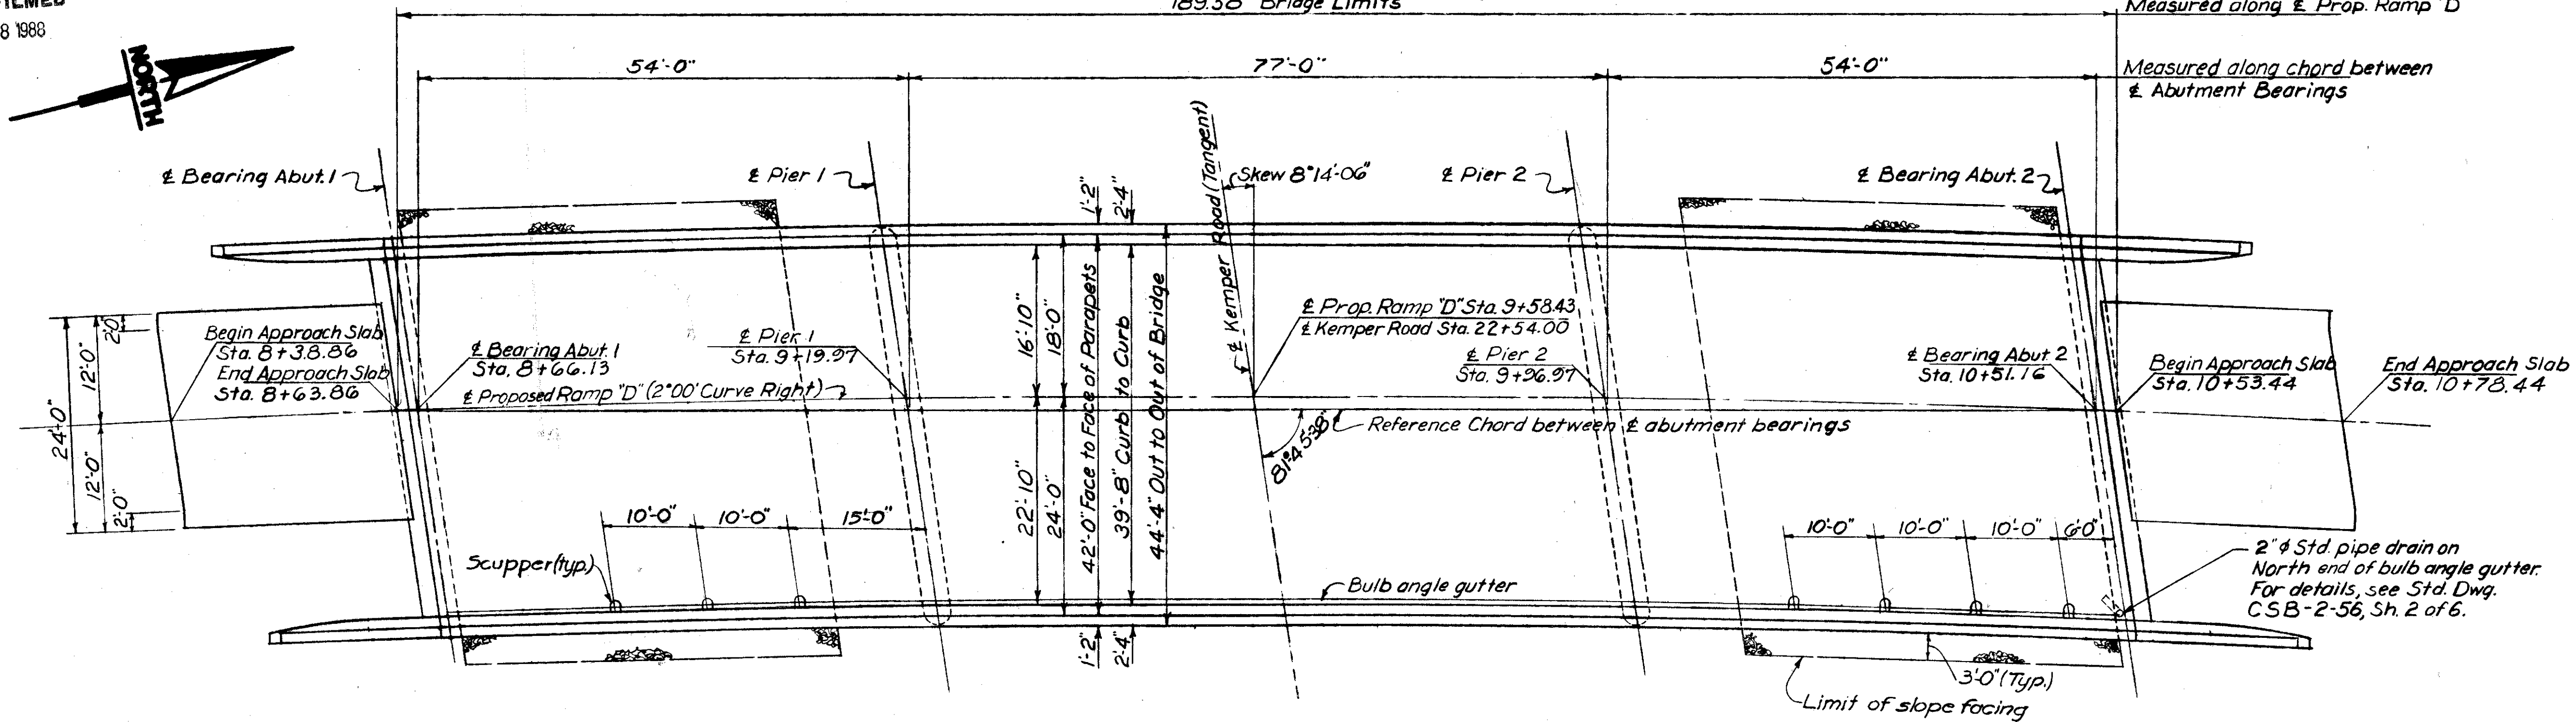 8 1988
NORTH
189.58' Bridge Limits
Measured along ℄ Prop. Ramp "D"
54'-0"
77'-0"
54'-0"
Measured along chord between
℄ Abutment Bearings
℄ Bearing Abut. 1
℄ Pier 1
1'-2"
2'-4"
℄ Kemper Road (Tangent)
Skew 8°14'-06"
℄ Pier 2
℄ Bearing Abut. 2
16'-10"
18'-0"
42'-0" Face to Face of Parapets
39'-8" Curb to Curb
44'-4" Out to Out of Bridge
℄ Prop. Ramp "D" Sta. 9+58.43
℄ Kemper Road Sta. 22+54.00
24'-0"
12'-0"
2'-0"
Begin Approach Slab
Sta. 8+38.86
End Approach Slab
Sta. 8+63.86
℄ Bearing Abut. 1
Sta. 8+66.13
℄ Pier 1
Sta. 9+19.97
℄ Proposed Ramp "D" (2°00' Curve Right)
℄ Pier 2
Sta. 9+96.97
℄ Bearing Abut. 2
Sta. 10+51.16
Begin Approach Slab
Sta. 10+53.44
End Approach Slab
Sta. 10+78.44
Reference Chord between ℄ abutment bearings
81°45'38"
12'-0"
2'-0"
22'-10"
24'-0"
10'-0"
10'-0"
15'-0"
10'-0"
10'-0"
10'-0"
6'-0"
Scupper (typ.)
Bulb angle gutter
2"φ Std. pipe drain on
North end of bulb angle gutter.
For details, see Std. Dwg.
CSB-2-56, Sh. 2 of 6.
1'-2"
2'-4"
3'-0" (Typ.)
Limit of slope facing